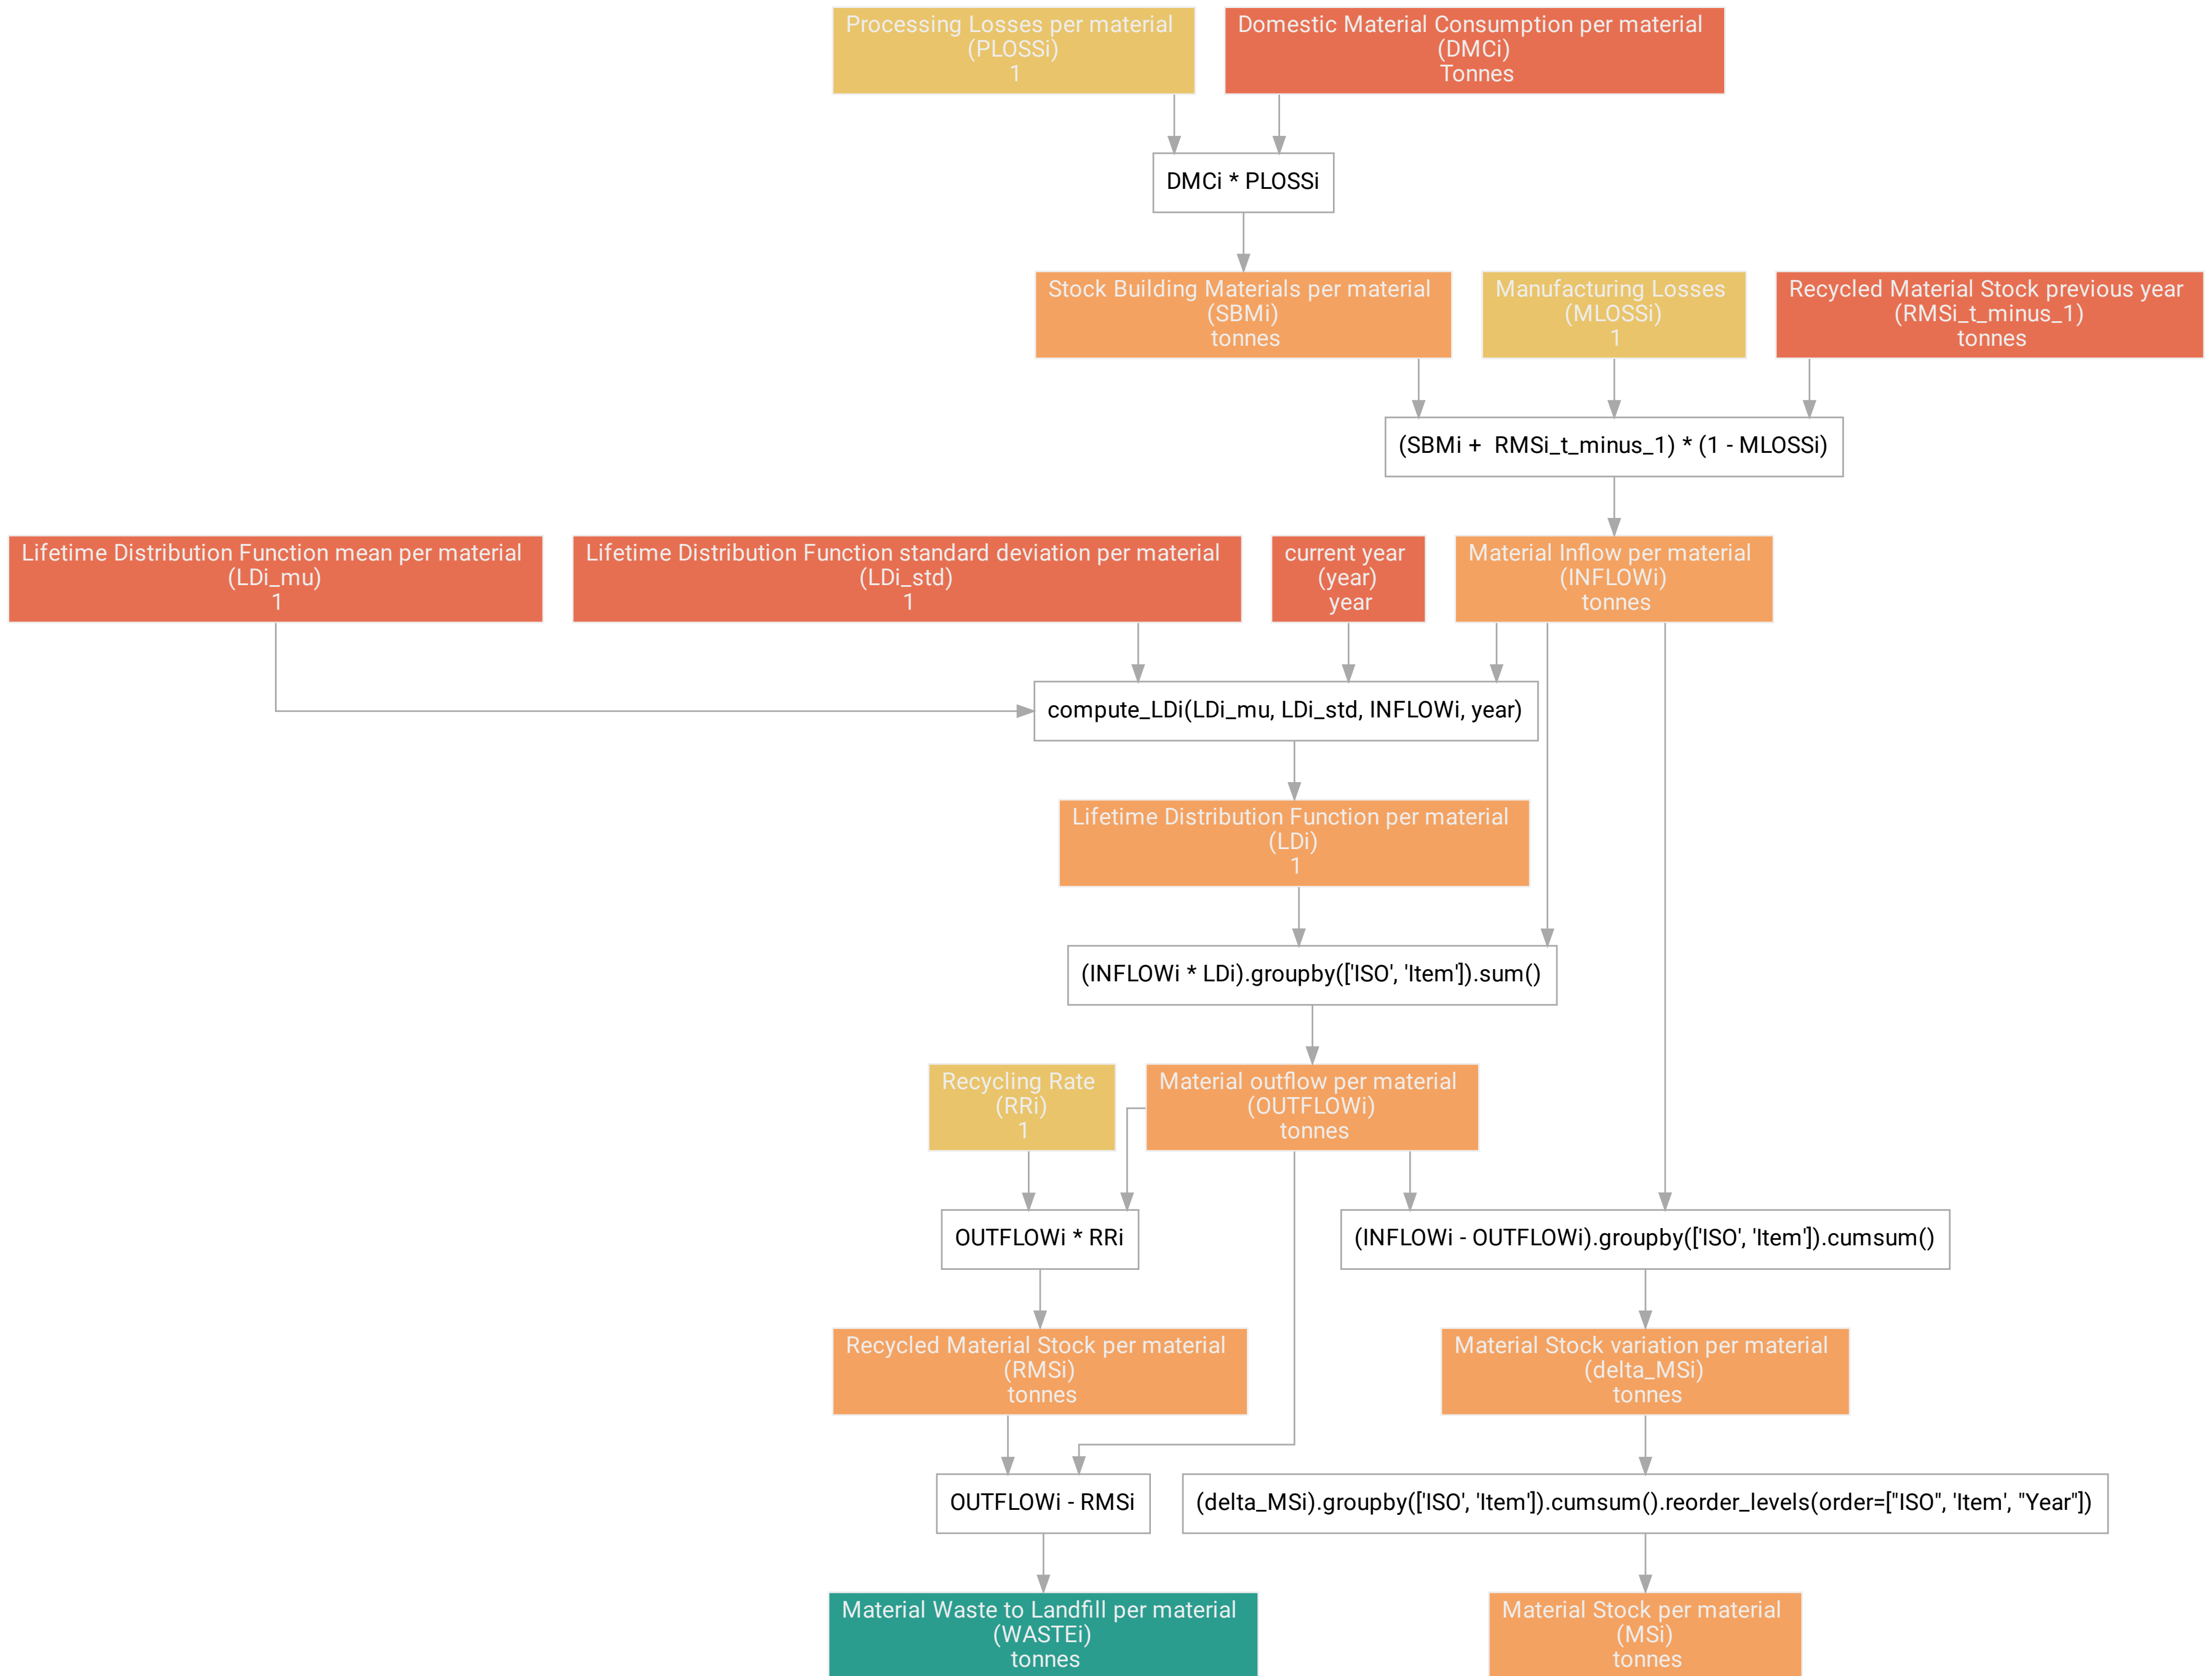 Processing Losses per material
(PLOSSi)
1
Domestic Material Consumption per material
(DMCi)
Tonnes
DMCi * PLOSSi
Stock Building Materials per material
(SBMi)
tonnes
Manufacturing Losses
(MLOSSi)
1
Recycled Material Stock previous year
(RMSi_t_minus_1)
tonnes
(SBMi +  RMSi_t_minus_1) * (1 - MLOSSi)
Lifetime Distribution Function mean per material
(LDi_mu)
1
Lifetime Distribution Function standard deviation per material
(LDi_std)
1
current year
(year)
year
Material Inflow per material
(INFLOWi)
tonnes
compute_LDi(LDi_mu, LDi_std, INFLOWi, year)
Lifetime Distribution Function per material
(LDi)
1
(INFLOWi * LDi).groupby(['ISO', 'Item']).sum()
Recycling Rate
(RRi)
1
Material outflow per material
(OUTFLOWi)
tonnes
OUTFLOWi * RRi
(INFLOWi - OUTFLOWi).groupby(['ISO', 'Item']).cumsum()
Recycled Material Stock per material
(RMSi)
tonnes
Material Stock variation per material
(delta_MSi)
tonnes
OUTFLOWi - RMSi
(delta_MSi).groupby(['ISO', 'Item']).cumsum().reorder_levels(order=["ISO", 'Item', "Year"])
Material Waste to Landfill per material
(WASTEi)
tonnes
Material Stock per material
(MSi)
tonnes